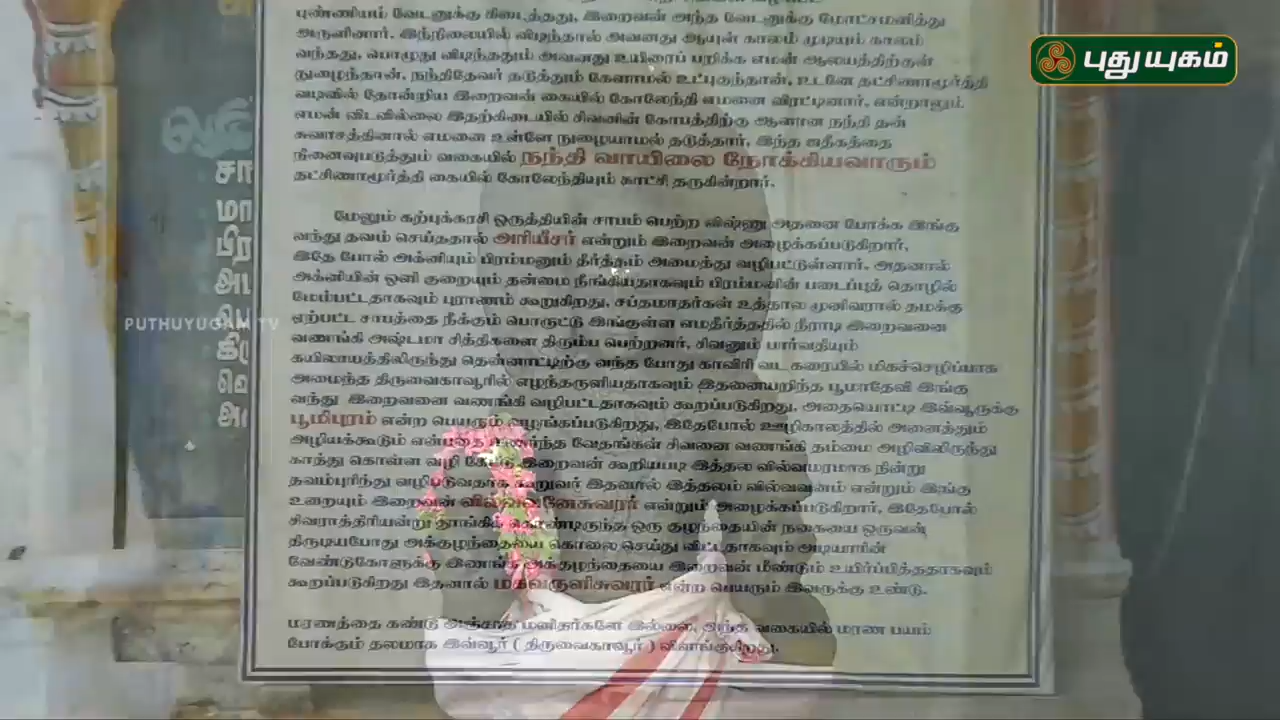 புண்ணியம் வேடனுக்கு கிடைத்தது, இறைவன் அந்த வேடனுக்கு மோட்சமளித்து
அருளினார். இந்நிலையில் விடிந்தால் அவனது ஆயுள் காலம் முடியும் காலம்
வந்தது, பொழுது விடிந்ததும் அவனது உயிரைப் பறிக்க எமன் ஆலயத்திற்குள்
நுழைந்தான், நந்திதேவர் தடுத்தும் கேளாமல் உட்புகுந்தான், உடனே தட்சிணாமூர்த்தி
வடிவில் தோன்றிய இறைவன் கையில் கோலேந்தி எமனை விரட்டினார், என்றாலும்
எமன் விடவில்லை இதற்கிடையில் சிவனின் கோபத்திற்கு ஆளான நந்தி தன்
சுவாசத்தினால் எமனை உள்ளே நுழையாமல் தடுத்தார், இந்த ஐதீகத்தை
நினைவுபடுத்தும் வகையில் நந்தி வாயிலை நோக்கியவாரும்
தட்சிணாமூர்த்தி கையில் கோலேந்தியும் காட்சி தருகின்றார்.
மேலும் கற்புக்கரசி ஒருத்தியின் சாபம் பெற்ற விஷ்ணு அதனை போக்க இங்கு
வந்து தவம் செய்ததால் அரியீசர் என்றும் இறைவன் அழைக்கப்படுகிறார்,
இதே போல் அக்னியும் பிரம்மனும் தீர்த்தம் அமைத்து வழிபட்டுள்ளார். அதனால்
அக்னியின் ஒளி குறையும் தன்மை நீங்கியதாகவும் பிரம்மனின் படைப்புத் தொழில்
மேம்பட்டதாகவும் புராணம் கூறுகிறது, சப்தமாதர்கள் உத்தால முனிவரால் தமக்கு
ஏற்பட்ட சாபத்தை நீக்கும் பொருட்டு இங்குள்ள எமதீர்த்ததில் நீராடி இறைவனை
வணங்கி அஷ்டமா சித்திகளை திரும்ப பெற்றனர், சிவனும் பார்வதியும்
கயிலாயத்திலிருந்து தென்னாட்டிற்கு வந்த போது காவிரி வடகரையில் மிகச்செழிப்பாக
அமைந்த திருவைகாவூரில் எழந்தருளியதாகவும் இதனையறிந்த பூமாதேவி இங்கு
வந்து இறைவனை வணங்கி வழிபட்டதாகவும் கூறப்படுகிறது, அதையொட்டி இவ்வூருக்கு
பூமிபுரம் என்ற பெயரும் வழங்கப்படுகிறது, இதேபோல் ஊழிகாலத்தில் அனைத்தும்
அழியக்கூடும் என்பதை உணர்ந்த வேதங்கள் சிவனை வணங்கி தம்மை அழிவிலிருந்து
காத்து கொள்ள வழி கேட்க இறைவன் கூறியபடி இத்தல வில்வமரமாக நின்று
தவம்புரிந்து வழிபடுவதாக கூறுவர் இதனால் இத்தலம் வில்வவனம் என்றும் இங்கு
உறையும் இறைவன் வில்வவனேசுவரர் என்றும் அழைக்கப்படுகிறார், இதேபோல்
சிவராத்திரியன்று தூங்கிக் கொண்டிருந்த ஒரு குழந்தையின் நகையை ஒருவன்
திருடியபோது அக்குழந்தையை கொலை செய்து விட்டதாகவும் அடியாரின்
வேண்டுகோளுக்கு இணங்க அக்குழந்தையை இறைவன் மீண்டும் உயிர்ப்பித்ததாகவும்
கூறப்படுகிறது இதனால் மகவருளீசுவரர் என்ற பெயரும் இவருக்கு உண்டு.
மரணத்தை கண்டு அஞ்சாத மனிதர்களே இல்லை, அந்த வகையில் மரண பயம்
போக்கும் தலமாக இவ்வூர் ( திருவைகாவூர் ) விளங்குகிறது.
புதுயுகம்
PUTHUYUGAM TV